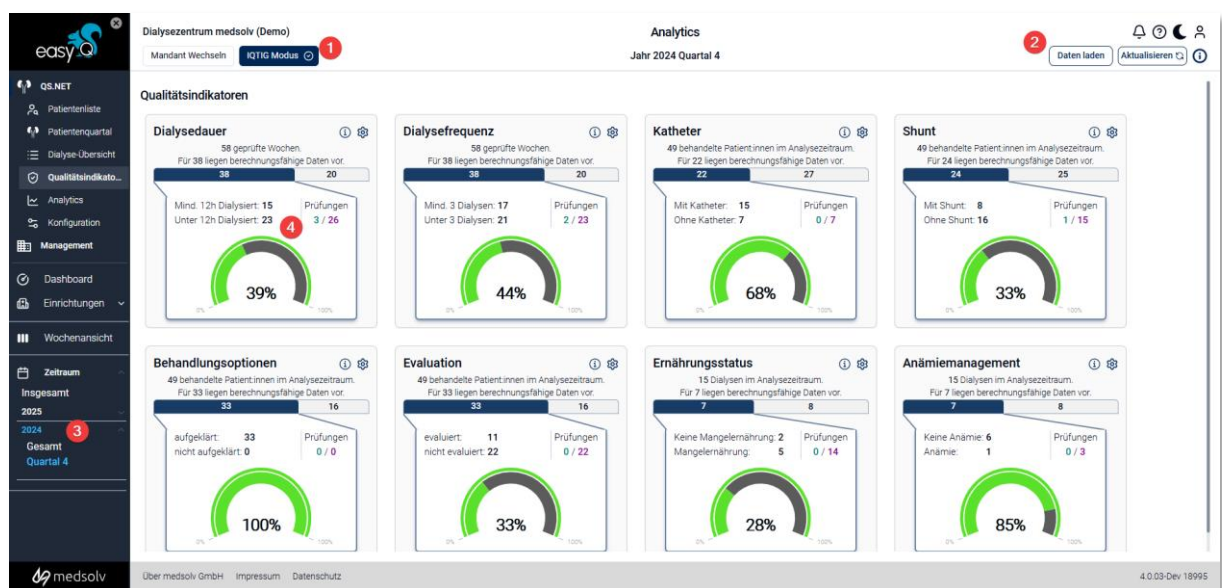 easyQ
QS.NET
Patientenliste
Patientenquartal
Dialyse-Übersicht
Qualitätsindikato...
Analytics
Konfiguration
Management
Dashboard
Einrichtungen
Wochenansicht
Zeitraum
Insgesamt
2025
2024
3
Gesamt
Quartal 4
medsolv
Dialysezentrum medsolv (Demo)
Analytics
Mandant Wechseln
IQTIG Modus
1
Jahr 2024 Quartal 4
2
Daten laden
Aktualisieren
Qualitätsindikatoren
Dialysedauer
58 geprüfte Wochen.
Für 38 liegen berechnungsfähige Daten vor.
38 20
Mind. 12h Dialysiert: 15 Prüfungen
Unter 12h Dialysiert: 23 3 / 26
4
39%
0% 100%
Dialysefrequenz
58 geprüfte Wochen.
Für 38 liegen berechnungsfähige Daten vor.
38 20
Mind. 3 Dialysen: 17 Prüfungen
Unter 3 Dialysen: 21 2 / 23
44%
0% 100%
Katheter
49 behandelte Patient:innen im Analysezeitraum.
Für 22 liegen berechnungsfähige Daten vor.
22 27
Mit Katheter: 15 Prüfungen
Ohne Katheter: 7 0 / 7
68%
0% 100%
Shunt
49 behandelte Patient:innen im Analysezeitraum.
Für 24 liegen berechnungsfähige Daten vor.
24 25
Mit Shunt: 8 Prüfungen
Ohne Shunt: 16 1 / 15
33%
0% 100%
Behandlungsoptionen
49 behandelte Patient:innen im Analysezeitraum.
Für 33 liegen berechnungsfähige Daten vor.
33 16
aufgeklärt: 33 Prüfungen
nicht aufgeklärt: 0 0 / 0
100%
0% 100%
Evaluation
49 behandelte Patient:innen im Analysezeitraum.
Für 33 liegen berechnungsfähige Daten vor.
33 16
evaluiert: 11 Prüfungen
nicht evaluiert: 22 0 / 22
33%
0% 100%
Ernährungsstatus
15 Dialysen im Analysezeitraum.
Für 7 liegen berechnungsfähige Daten vor.
7 8
Keine Mangelernährung: 2 Prüfungen
Mangelernährung: 5 0 / 14
28%
0% 100%
Anämiemanagement
15 Dialysen im Analysezeitraum.
Für 7 liegen berechnungsfähige Daten vor.
7 8
Keine Anämie: 6 Prüfungen
Anämie: 1 0 / 3
85%
0% 100%
Über medsolv GmbH Impressum Datenschutz
4.0.03-Dev 18995